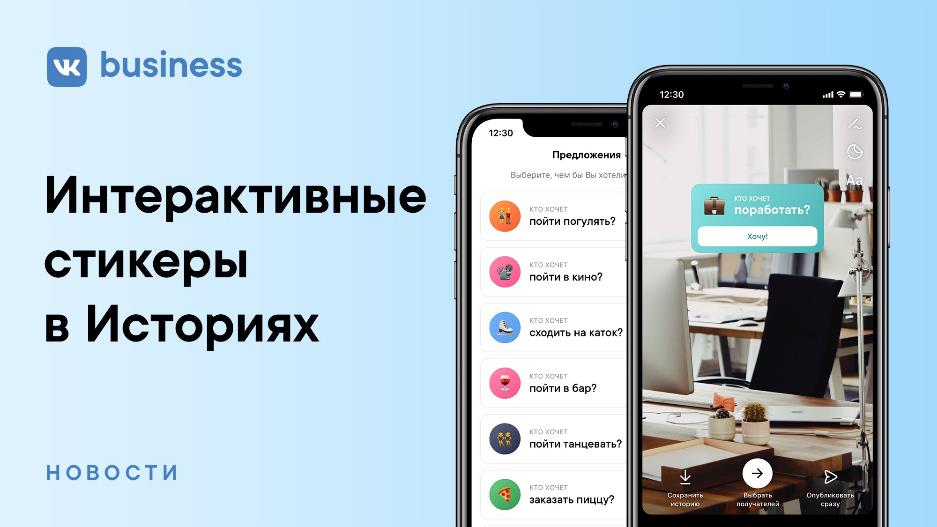 VK business
Интерактивные
стикеры
в Историях
НОВОСТИ
12:30
Предложения
Выберите, чем бы Вы хотели
КТО ХОЧЕТ
пойти погулять?
КТО ХОЧЕТ
пойти в кино?
КТО ХОЧЕТ
сходить на каток?
КТО ХОЧЕТ
пойти в бар?
КТО ХОЧЕТ
пойти танцевать?
КТО ХОЧЕТ
заказать пиццу?
12:30
Aa
КТО ХОЧЕТ
поработать?
Хочу!
Сохранить
историю
Выбрать
получателей
Опубликовать
сразу